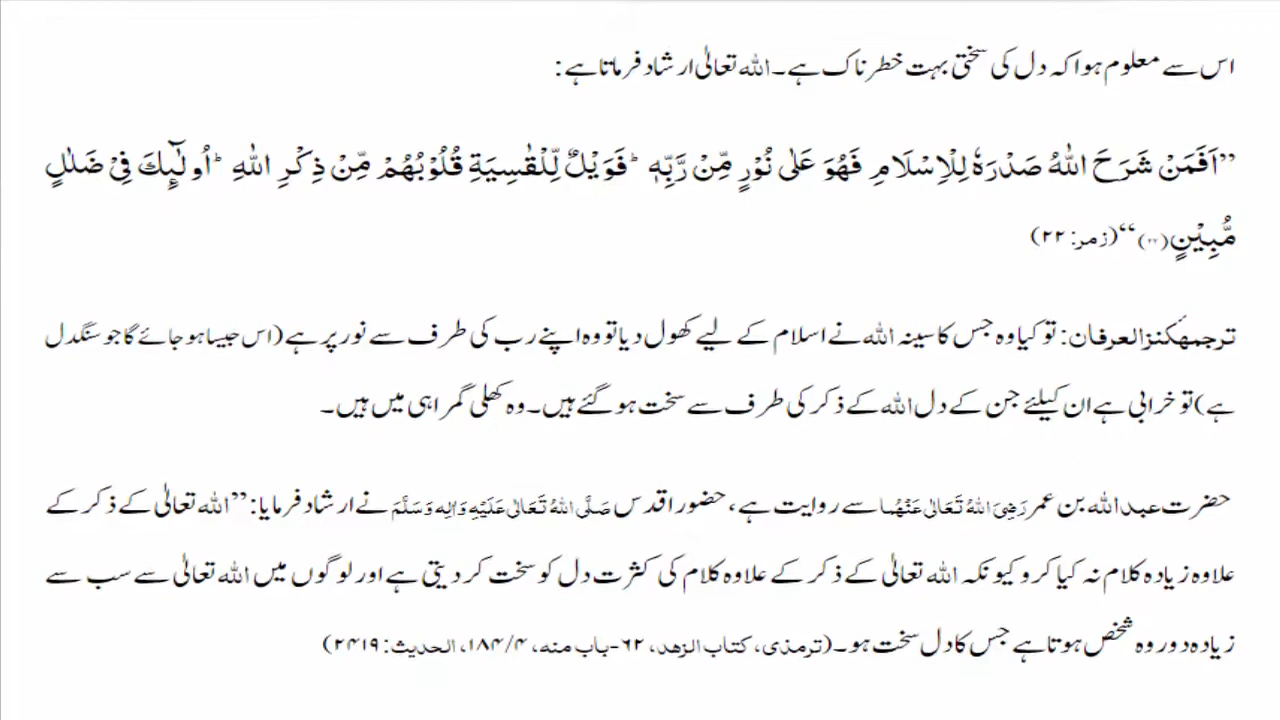 اس سے معلوم ہوا کہ دل کی سختی بہت خطرناک ہے۔ اللہ تعالیٰ ارشاد فرماتا ہے :
’’اَفَمَنْ شَرَحَ اللّٰهُ صَدْرَهٗ لِلْاِسْلَامِ فَهُوَ عَلٰى نُوْرٍ مِّنْ رَّبِّهٖؕ-فَوَیْلٌ لِّلْقٰسِیَةِ قُلُوْبُهُمْ مِّنْ ذِكْرِ اللّٰهِؕ-اُولٰٓىٕكَ فِیْ ضَلٰلٍ
مُّبِیْنٍ(۲۲)‘‘(زمر: ۲۲)
ترجمۂکنزالعرفان: تو کیا وہ جس کا سینہ اللہ نے اسلام کے لیے کھول دیا تو وہ اپنے رب کی طرف سے نور پر ہے (اس جیسا ہو جائے گا جو سنگدل
ہے) تو خرابی ہے ان کیلئے جن کے دل اللہ کے ذکر کی طرف سے سخت ہو گئے ہیں۔ وہ کھلی گمراہی میں ہیں۔
حضرت عبداللہ بن عمر رَضِیَ اللہُ تَعَالٰی عَنْہُمَا سے روایت ہے، حضور اقدس صَلَّی اللہُ تَعَالٰی عَلَیْہِ وَاٰلِہٖ وَسَلَّمَ نے ارشاد فرمایا: ’’اللہ تعالیٰ کے ذکر کے
علاوہ زیادہ کلام نہ کیا کرو کیونکہ اللہ تعالیٰ کے ذکر کے علاوہ کلام کی کثرت دل کو سخت کر دیتی ہے اور لوگوں میں اللہ تعالیٰ سے سب سے
زیادہ دور وہ شخص ہوتا ہے جس کا دل سخت ہو۔ (ترمذی، کتاب الزھد، ۶۲-باب منہ، ۴/۱۸۴، الحدیث: ۲۴۱۹)